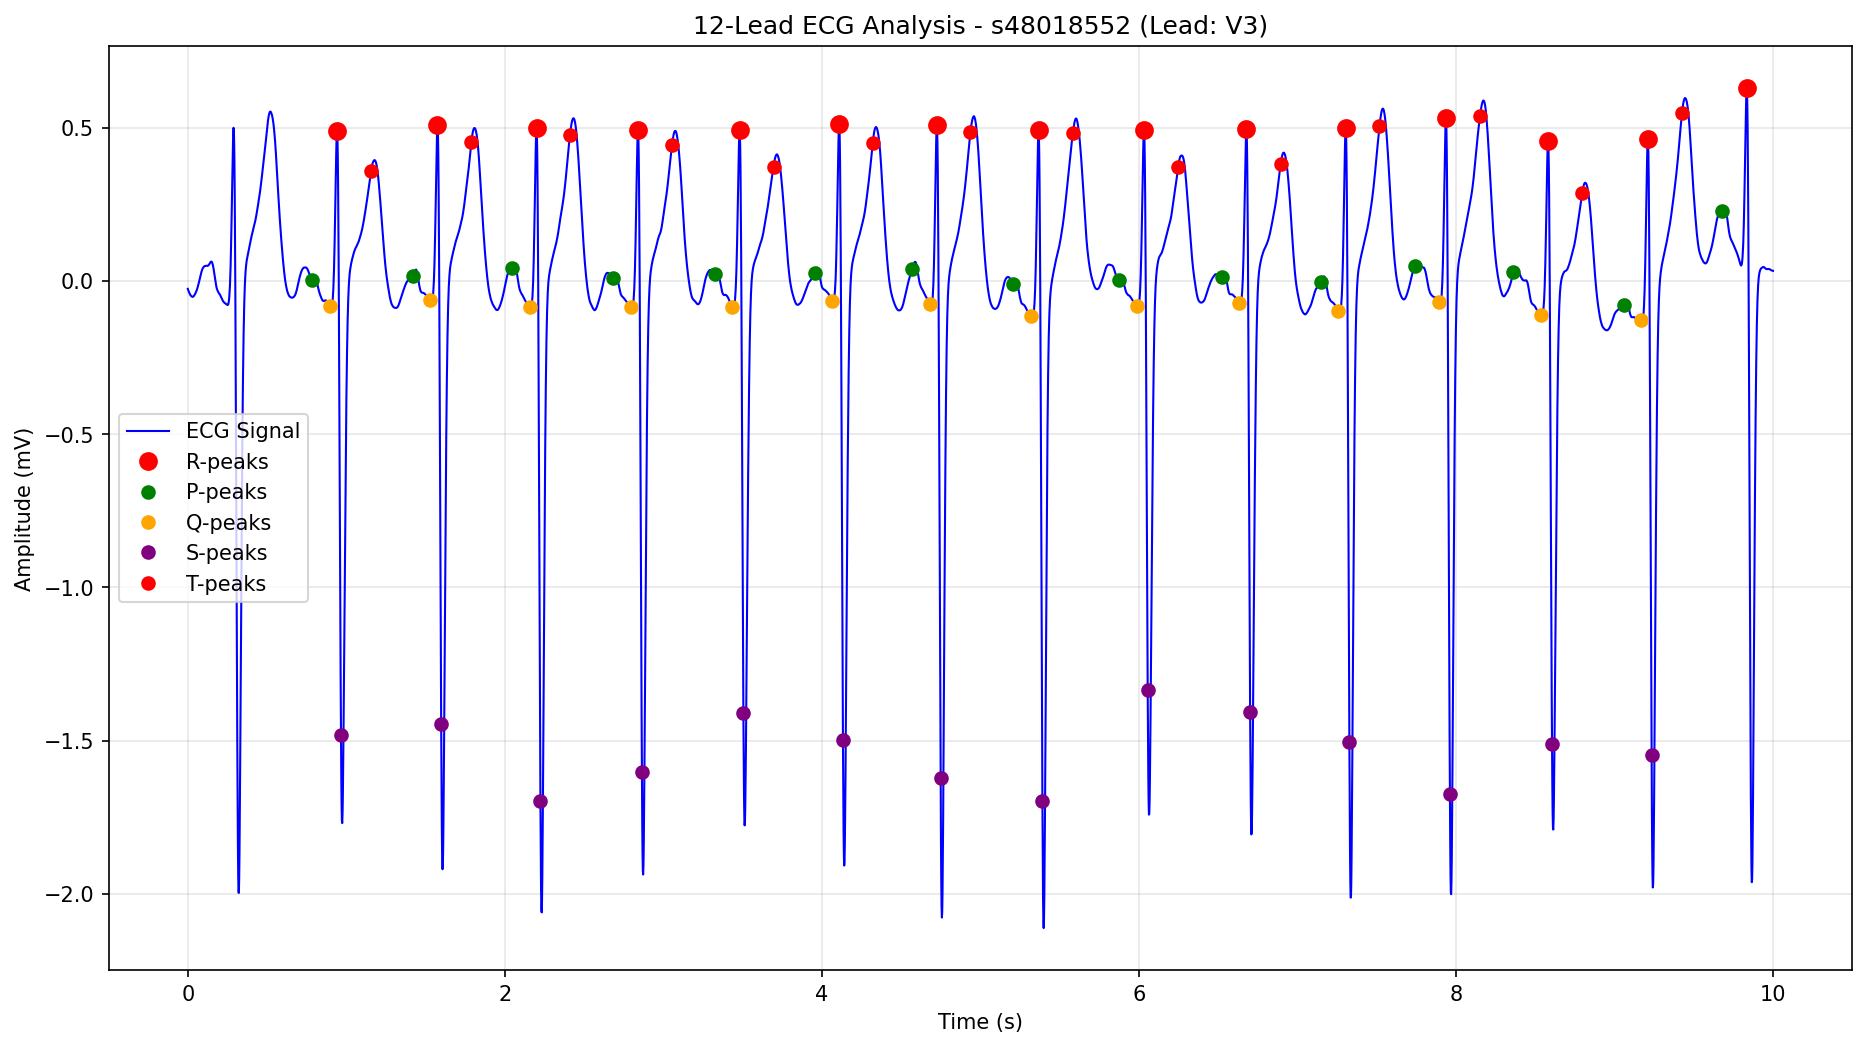 12-Lead ECG Analysis - s48018552 (Lead: V3)
Amplitude (mV)
0.5
0.0
−0.5
−1.0
−1.5
−2.0
ECG Signal
R-peaks
P-peaks
Q-peaks
S-peaks
T-peaks
0 2 4 6 8 10
Time (s)